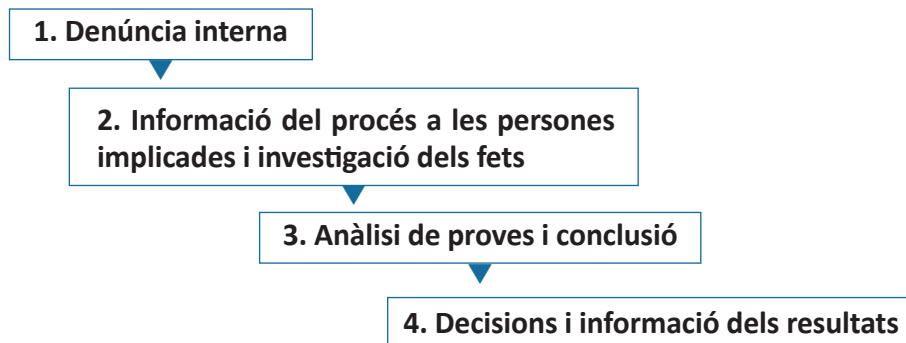 1. Denúncia interna
2. Informació del procés a les persones
implicades i investigació dels fets
3. Anàlisi de proves i conclusió
4. Decisions i informació dels resultats